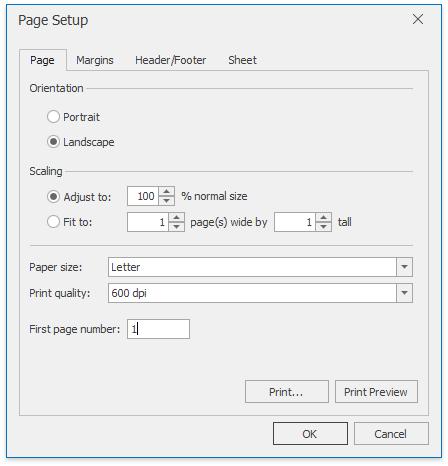 Page Setup
Page Margins Header/Footer Sheet
Orientation
Portrait
Landscape
Scaling
Adjust to: 100 % normal size
Fit to: 1 page(s) wide by 1 tall
Paper size: Letter
Print quality: 600 dpi
First page number: 1
Print... Print Preview
OK Cancel